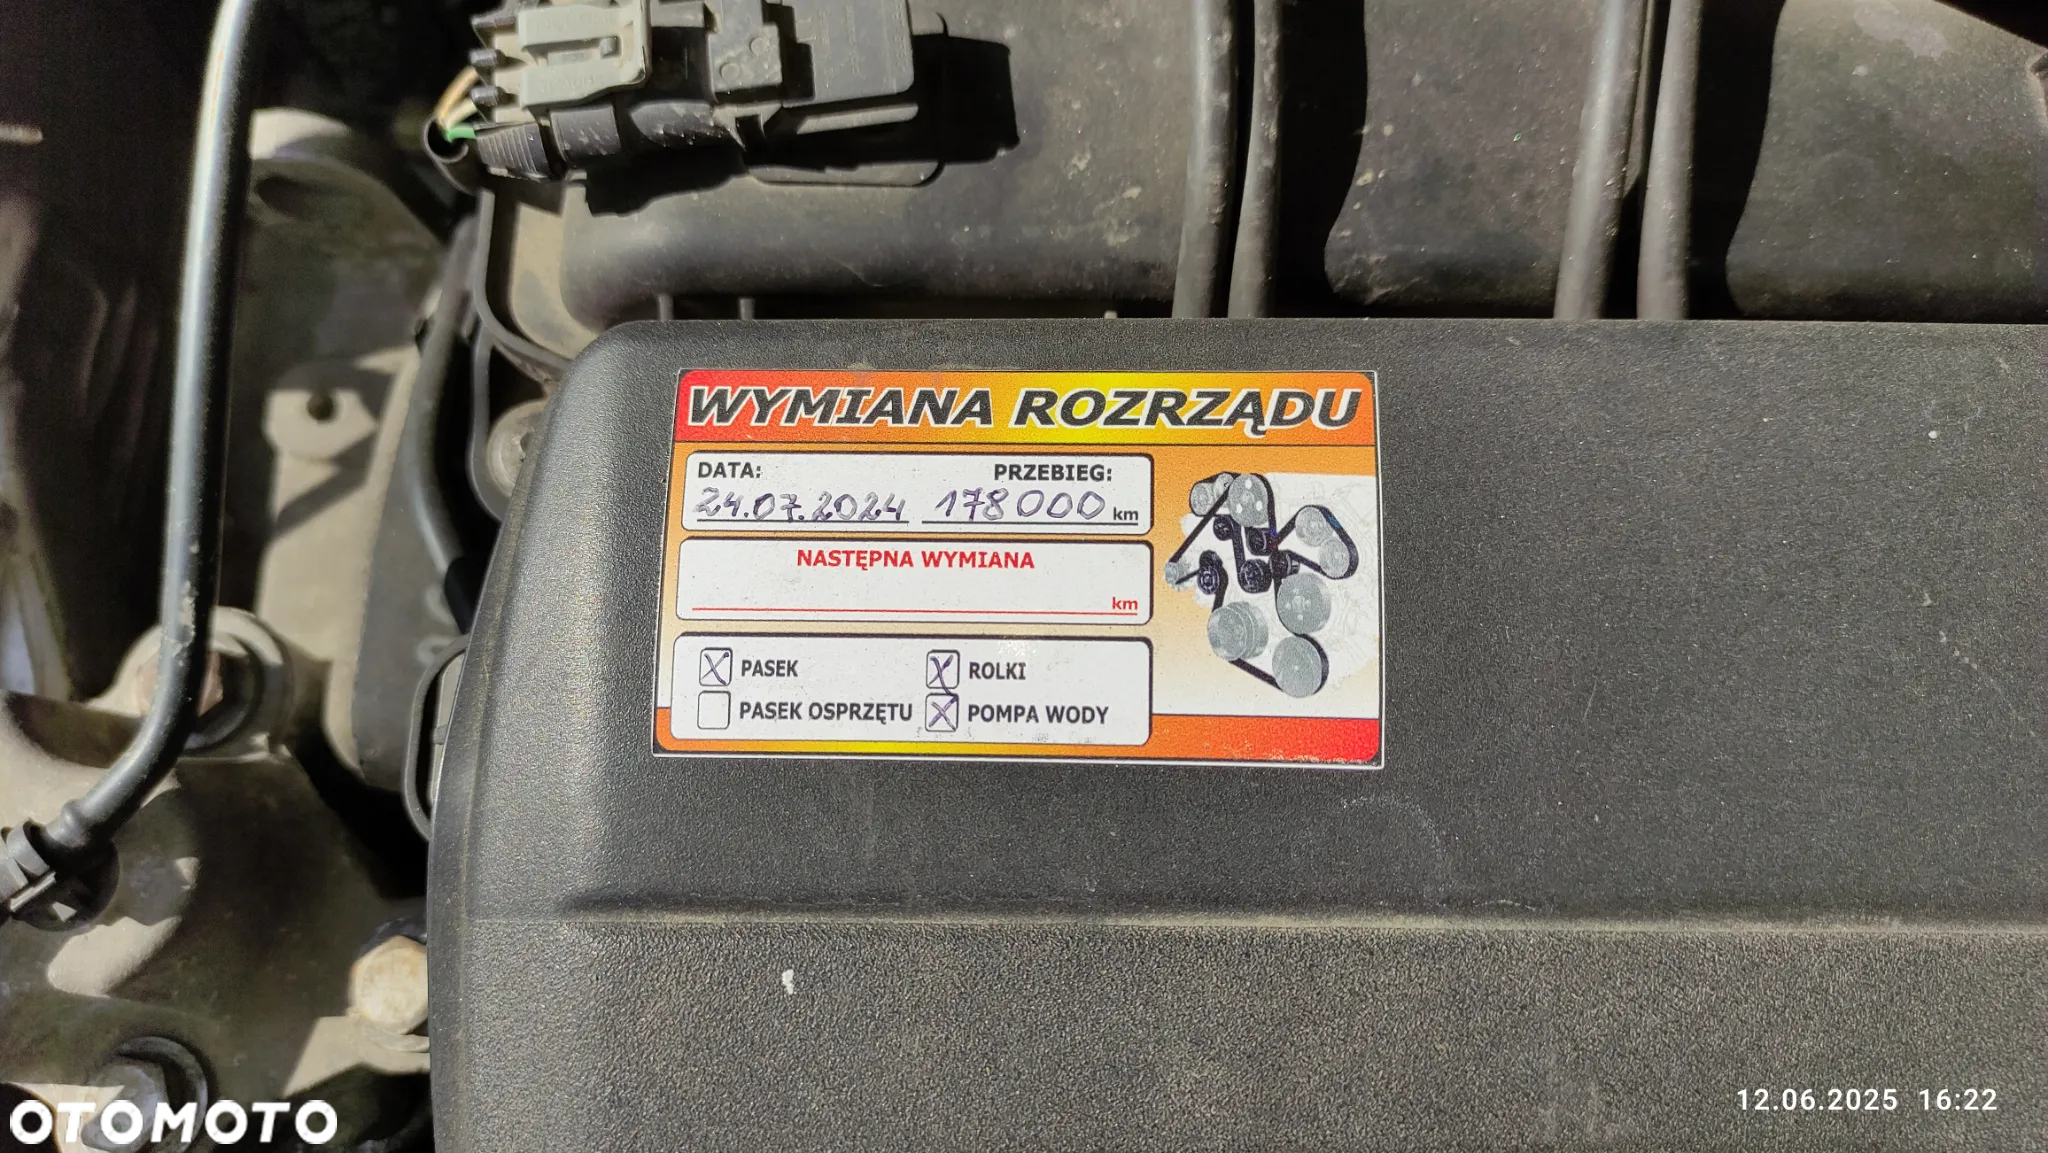 WYMIANA ROZRZĄDU
DATA: PRZEBIEG:
24.07.2024 178000 km
NASTĘPNA WYMIANA
km
PASEK ROLKI
PASEK OSPRZĘTU POMPA WODY
12.06.2025 16:22
OTOMOTO